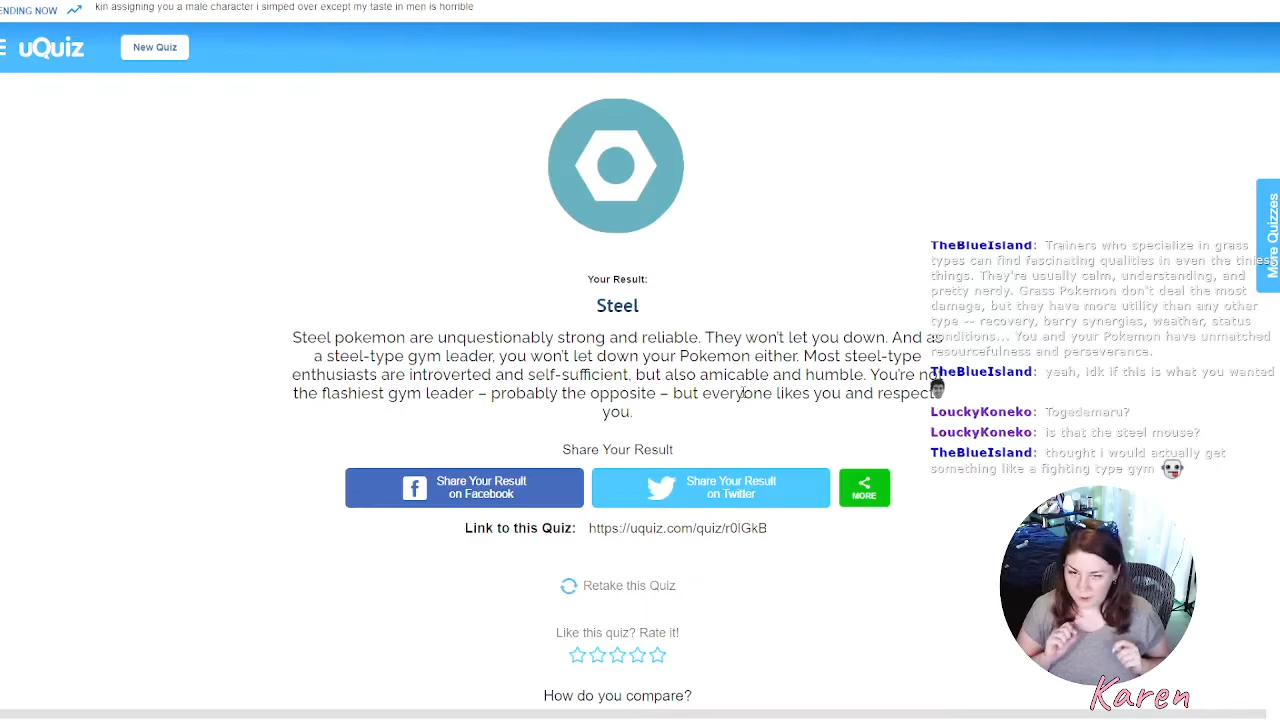 ENDING NOW
kin assigning you a male character i simped over except my taste in men is horrible
uQuiz
New Quiz
Your Result:
Steel
Steel pokemon are unquestionably strong and reliable. They won't let you down. And as
a steel-type gym leader, you won't let down your Pokemon either. Most steel-type
enthusiasts are introverted and self-sufficient, but also amicable and humble. You're not
the flashiest gym leader – probably the opposite – but everyone likes you and respect
you.
Share Your Result
Share Your Result
on Facebook
Share Your Result
on Twitter
MORE
Link to this Quiz: https://uquiz.com/quiz/r0IGkB
Retake this Quiz
Like this quiz? Rate it!
How do you compare?
More Quizzes
TheBlueIsland: Trainers who specialize in grass
types can find fascinating qualities in even the tinies
things. They're usually calm, understanding, and
pretty nerdy. Grass Pokemon don't deal the most
damage, but they have more utility than any other
type -- recovery, berry synergies, weather, status
conditions... You and your Pokemon have unmatched
resourcefulness and perseverance.
TheBlueIsland: yeah, idk if this is what you wanted
LouckyKoneko: Togedemaru?
LouckyKoneko: is that the steel mouse?
TheBlueIsland: thought i would actually get
something like a fighting type gym
Karen